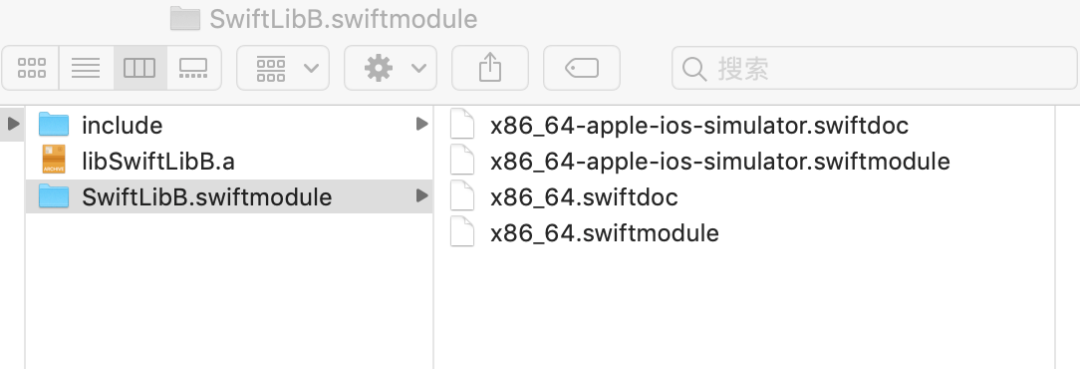 SwiftLibB.swiftmodule
搜索
include
libSwiftLibB.a
SwiftLibB.swiftmodule
x86_64-apple-ios-simulator.swiftdoc
x86_64-apple-ios-simulator.swiftmodule
x86_64.swiftdoc
x86_64.swiftmodule